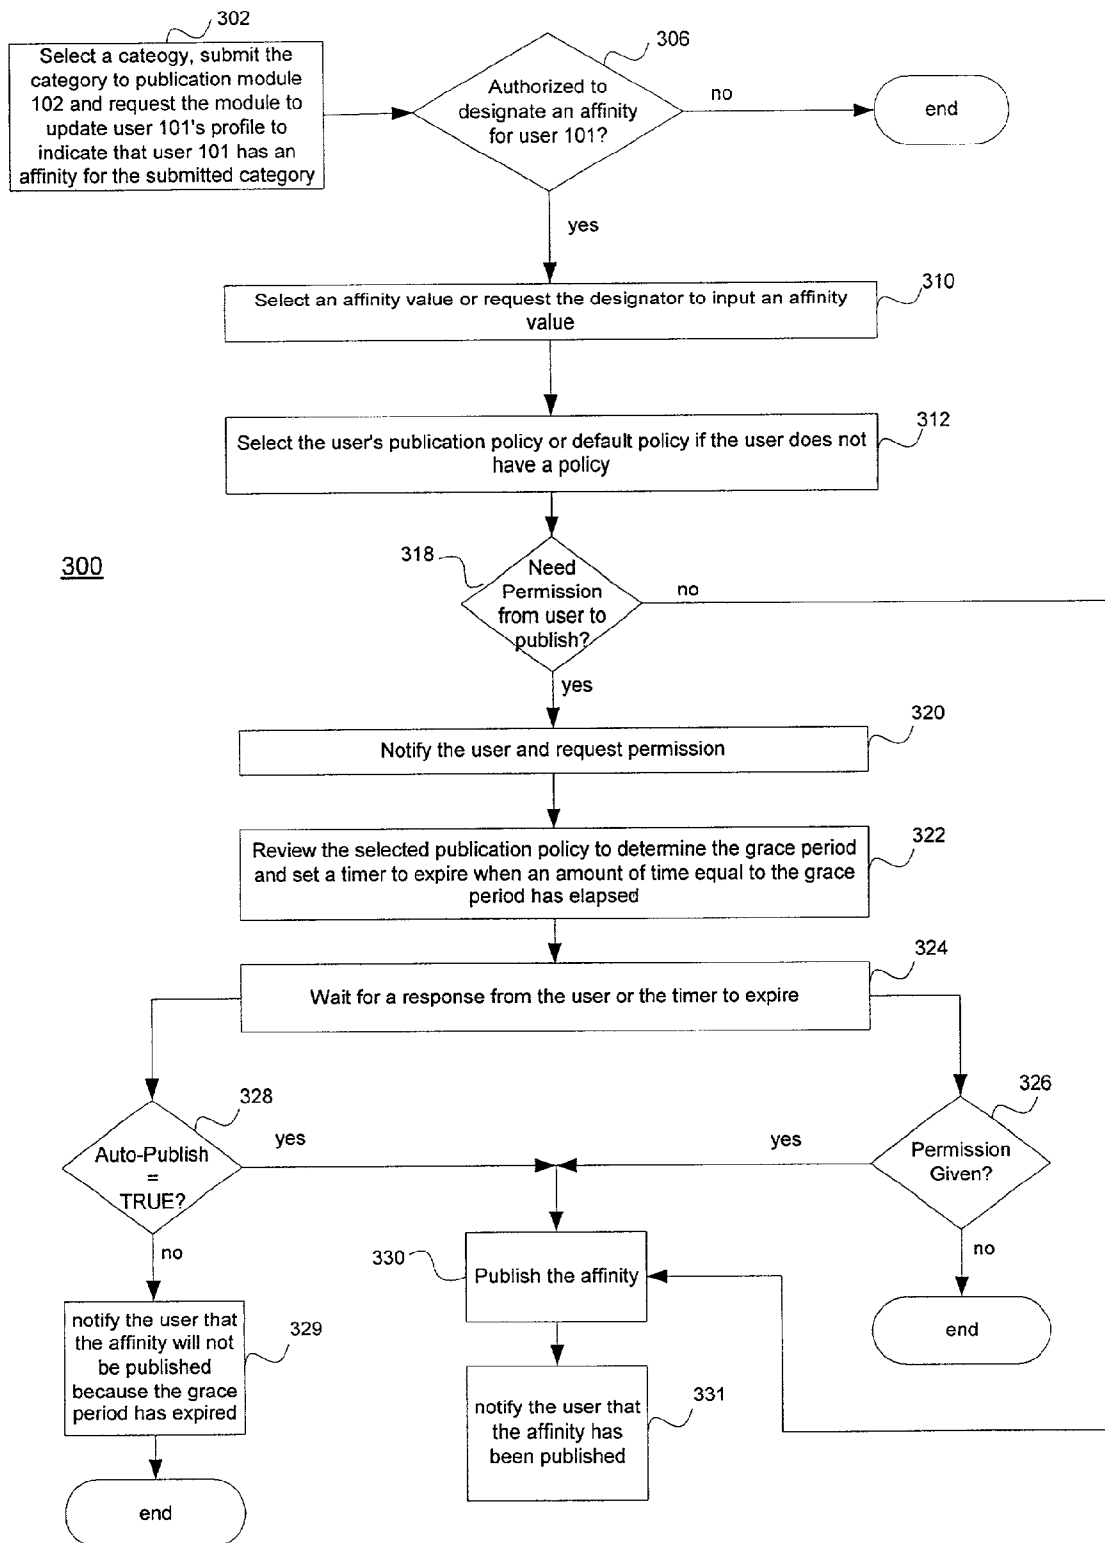 302
Select a cateogy, submit the
category to publication module
102 and request the module to
update user 101's profile to
indicate that user 101 has an
affinity for the submitted category
306
Authorized to
designate an affinity
for user 101?
no
end
yes
310
Select an affinity value or request the designator to input an affinity
value
312
Select the user's publication policy or default policy if the user does not
have a policy
300
318
Need
Permission
from user to
publish?
no
yes
320
Notify the user and request permission
322
Review the selected publication policy to determine the grace period
and set a timer to expire when an amount of time equal to the grace
period has elapsed
324
Wait for a response from the user or the timer to expire
328
Auto-Publish
=
TRUE?
yes
no
326
Permission
Given?
yes
no
end
330
Publish the affinity
329
notify the user that
the affinity will not
be published
because the grace
period has expired
331
notify the user that
the affinity has
been published
end